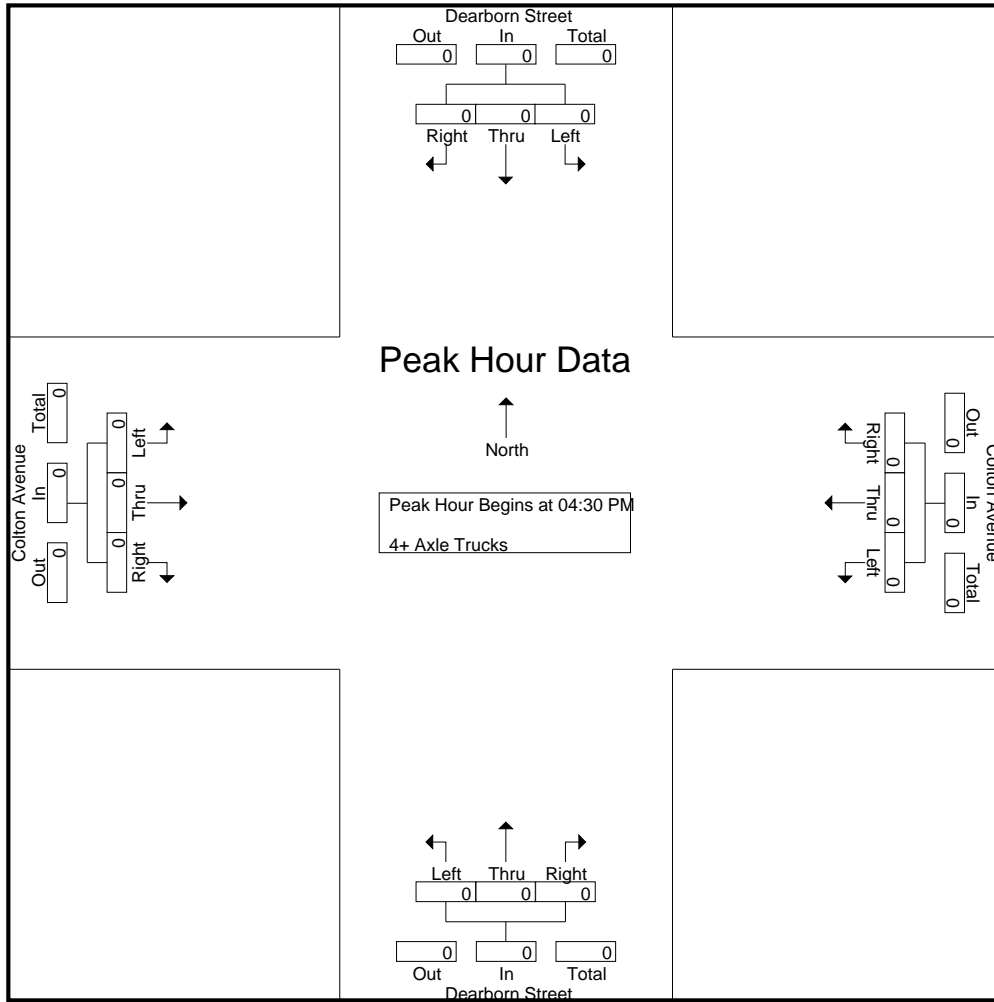 Dearborn Street
Out In Total
0 0 0
0 0 0
Right Thru Left
Peak Hour Data
North
Peak Hour Begins at 04:30 PM
4+ Axle Trucks
Colton Avenue
Out In Total
0 0 0
0 0 0
Right Thru Left
Colton Avenue
Out In Total
0 0 0
0 0 0
Right Thru Left
Left Thru Right
0 0 0
0 0 0
Out In Total
Dearborn Street